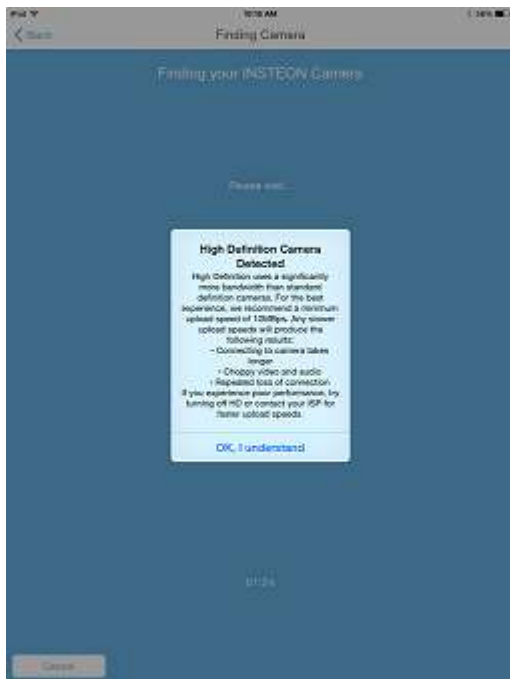 iPad
10:18 AM
Back
Finding Camera
Finding your INSTEON Camera
Please wait...
High Definition Camera
Detected
High Definition uses a significantly
more bandwidth than standard
definition cameras. For the best
experience, we recommend a minimum
upload speed of 10MBps. Any slower
upload speeds will produce the
following results:
- Connecting to camera takes
longer
- Choppy video and audio
- Repeated loss of connection
If you experience poor performance, try
turning off HD or contact your ISP for
faster upload speeds.
OK, I understand
Cancel